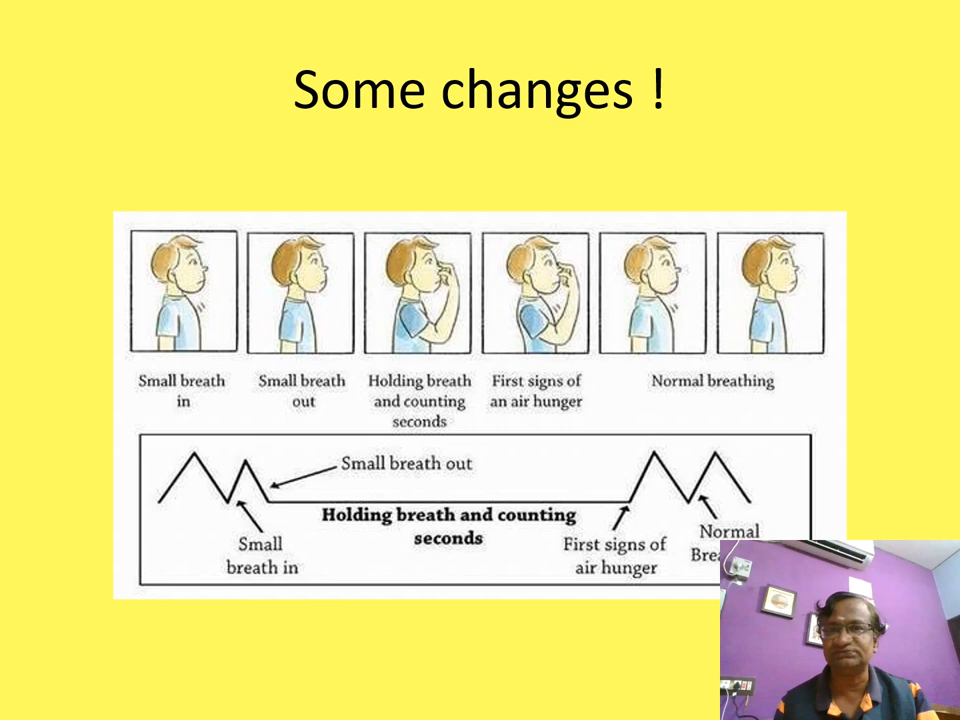 Some changes !
Small breath
in
Small breath
out
Holding breath
and counting
seconds
First signs of
an air hunger
Normal breathing
Small breath out
Holding breath and counting
seconds
Small
breath in
First signs of
air hunger
Normal